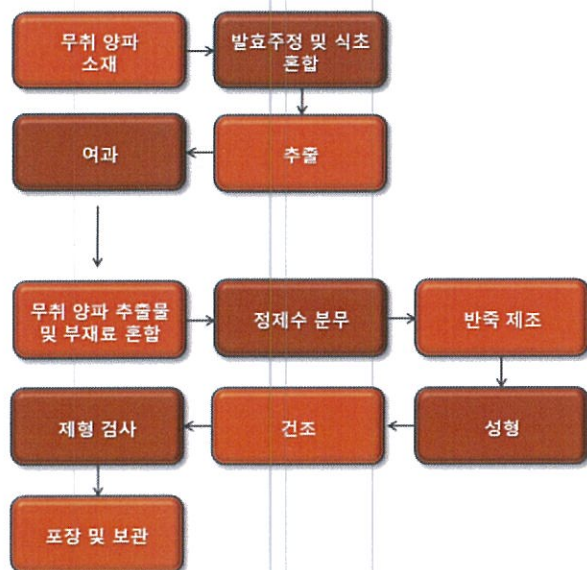 무취 양파
소재
발효주정 및 식초
혼합
추출
여과
무취 양파 추출물
및 부재료 혼합
정제수 분무
반죽 제조
성형
건조
제형 검사
포장 및 보관